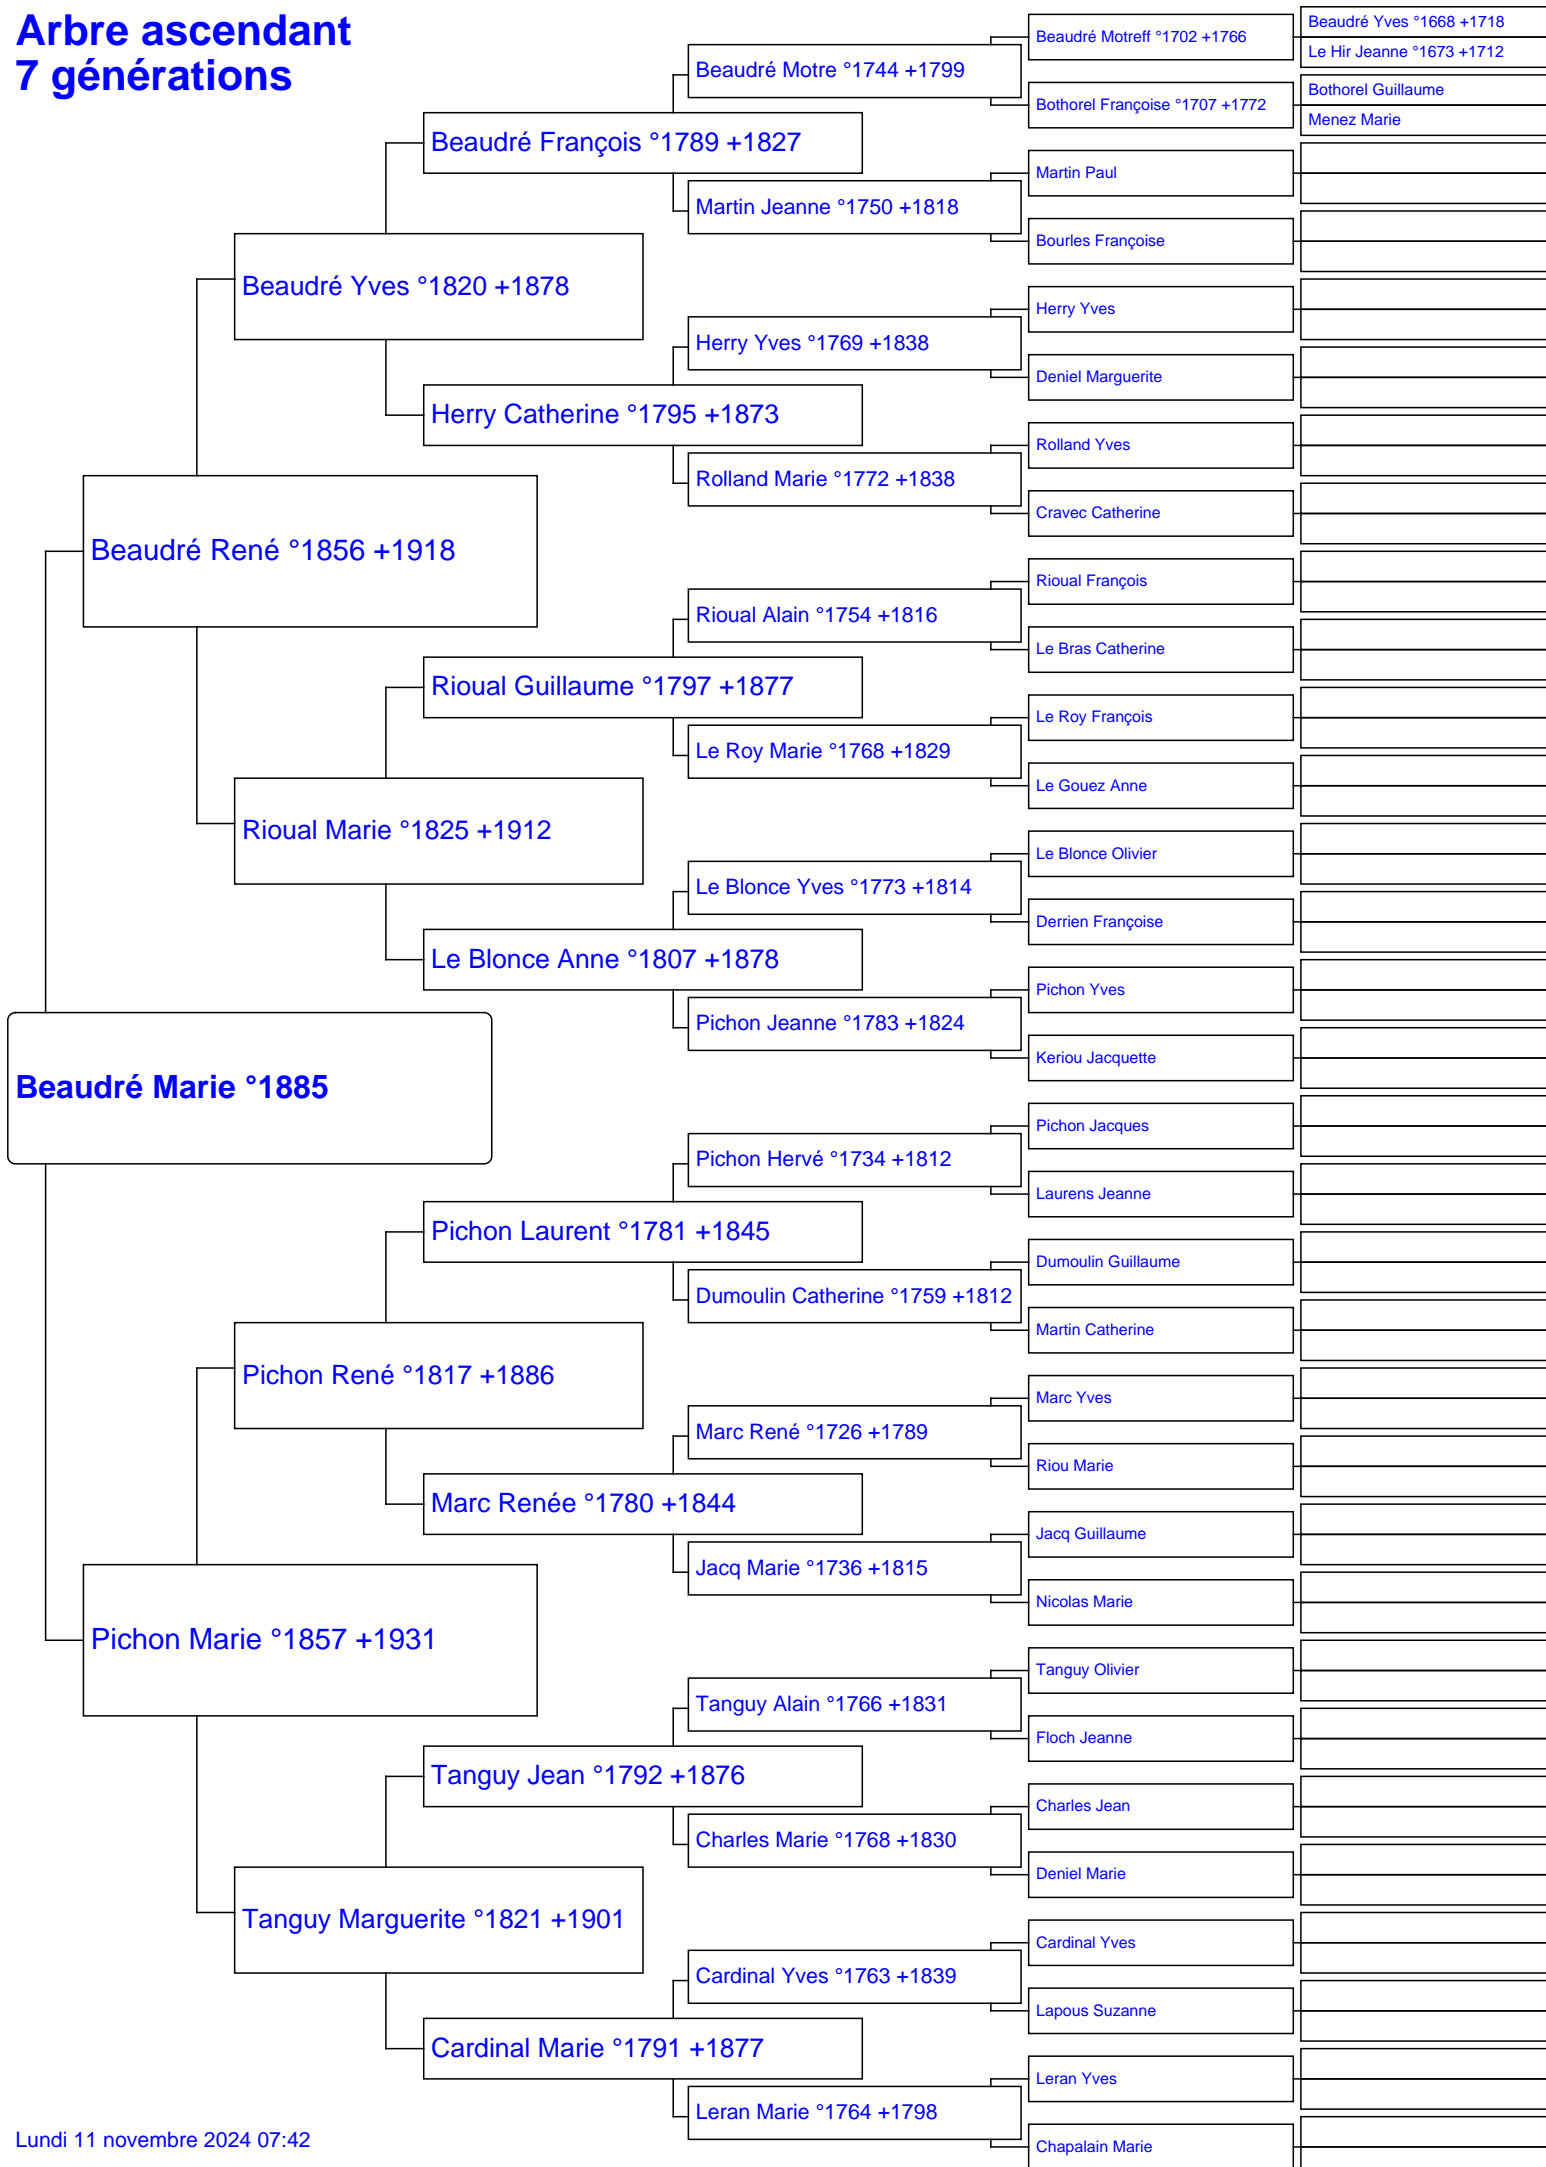 Arbre ascendant
7 générations
Beaudré Marie °1885
Beaudré René °1856 +1918
Pichon Marie °1857 +1931
Beaudré Yves °1820 +1878
Rioual Marie °1825 +1912
Pichon René °1817 +1886
Tanguy Marguerite °1821 +1901
Beaudré François °1789 +1827
Herry Catherine °1795 +1873
Rioual Guillaume °1797 +1877
Le Blonce Anne °1807 +1878
Pichon Laurent °1781 +1845
Marc Renée °1780 +1844
Tanguy Jean °1792 +1876
Cardinal Marie °1791 +1877
Beaudré Motre °1744 +1799
Martin Jeanne °1750 +1818
Herry Yves °1769 +1838
Rolland Marie °1772 +1838
Rioual Alain °1754 +1816
Le Roy Marie °1768 +1829
Le Blonce Yves °1773 +1814
Pichon Jeanne °1783 +1824
Pichon Hervé °1734 +1812
Dumoulin Catherine °1759 +1812
Marc René °1726 +1789
Jacq Marie °1736 +1815
Tanguy Alain °1766 +1831
Charles Marie °1768 +1830
Cardinal Yves °1763 +1839
Leran Marie °1764 +1798
Beaudré Motreff °1702 +1766
Bothorel Françoise °1707 +1772
Martin Paul
Bourles Françoise
Herry Yves
Deniel Marguerite
Rolland Yves
Cravec Catherine
Rioual François
Le Bras Catherine
Le Roy François
Le Gouez Anne
Le Blonce Olivier
Derrien Françoise
Pichon Yves
Keriou Jacquette
Pichon Jacques
Laurens Jeanne
Dumoulin Guillaume
Martin Catherine
Marc Yves
Riou Marie
Jacq Guillaume
Nicolas Marie
Tanguy Olivier
Floch Jeanne
Charles Jean
Deniel Marie
Cardinal Yves
Lapous Suzanne
Leran Yves
Chapalain Marie
Beaudré Yves °1668 +1718
Le Hir Jeanne °1673 +1712
Bothorel Guillaume
Menez Marie
Lundi 11 novembre 2024 07:42